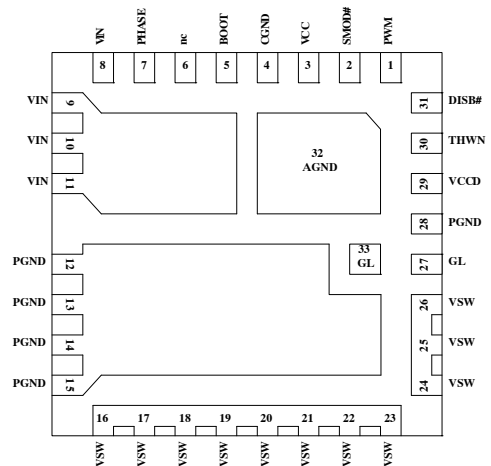 VIN PHASE nc BOOT CGND VCC SMOD# PWM
8 7 6 5 4 3 2 1
VIN 9 31 DISB#
VIN 10 30 THWN
32
AGND
VIN 11 29 VCCD
28 PGND
33
GL
PGND 12 27 GL
PGND 13 26 VSW
PGND 14 25 VSW
PGND 15 24 VSW
16 17 18 19 20 21 22 23
VSW VSW VSW VSW VSW VSW VSW VSW